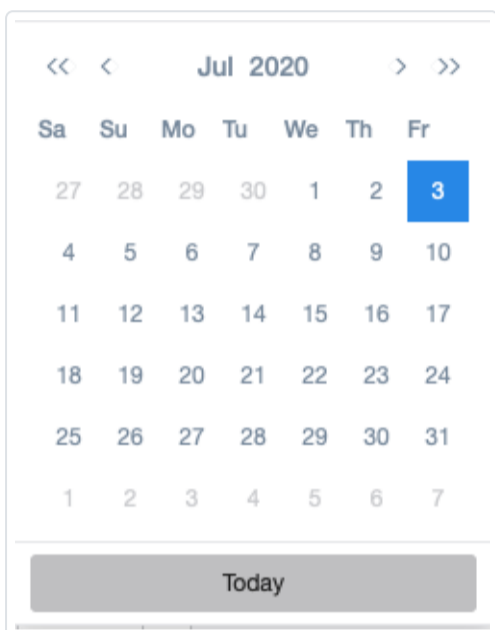 << < Jul 2020 > >>
Sa Su Mo Tu We Th Fr
27 28 29 30 1 2 3
4 5 6 7 8 9 10
11 12 13 14 15 16 17
18 19 20 21 22 23 24
25 26 27 28 29 30 31
1 2 3 4 5 6 7
Today